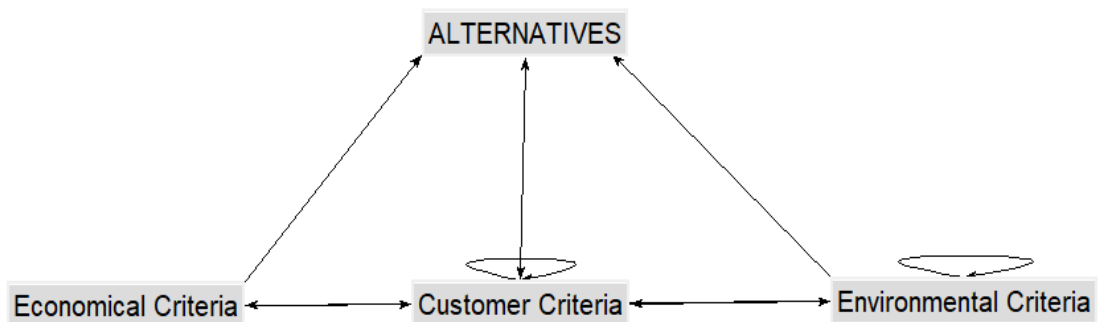 ALTERNATIVES
Economical Criteria
Customer Criteria
Environmental Criteria